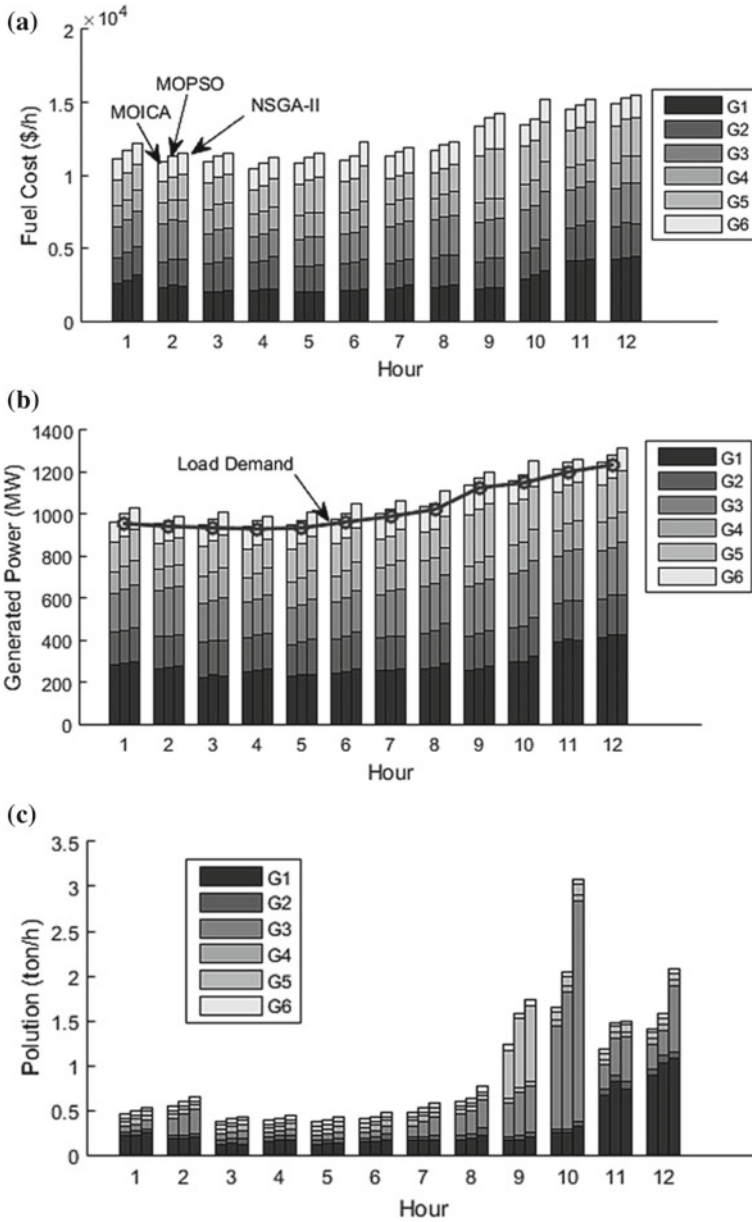 (a)
× 10⁴
2
1.5
1
0.5
0
Fuel Cost ($/h)
MOICA
MOPSO
NSGA-II
G1
G2
G3
G4
G5
G6
1 2 3 4 5 6 7 8 9 10 11 12
Hour
(b)
1400
1200
1000
800
600
400
200
0
Generated Power (MW)
Load Demand
G1
G2
G3
G4
G5
G6
1 2 3 4 5 6 7 8 9 10 11 12
Hour
(c)
3.5
3
2.5
2
1.5
1
0.5
0
Polution (ton/h)
G1
G2
G3
G4
G5
G6
1 2 3 4 5 6 7 8 9 10 11 12
Hour